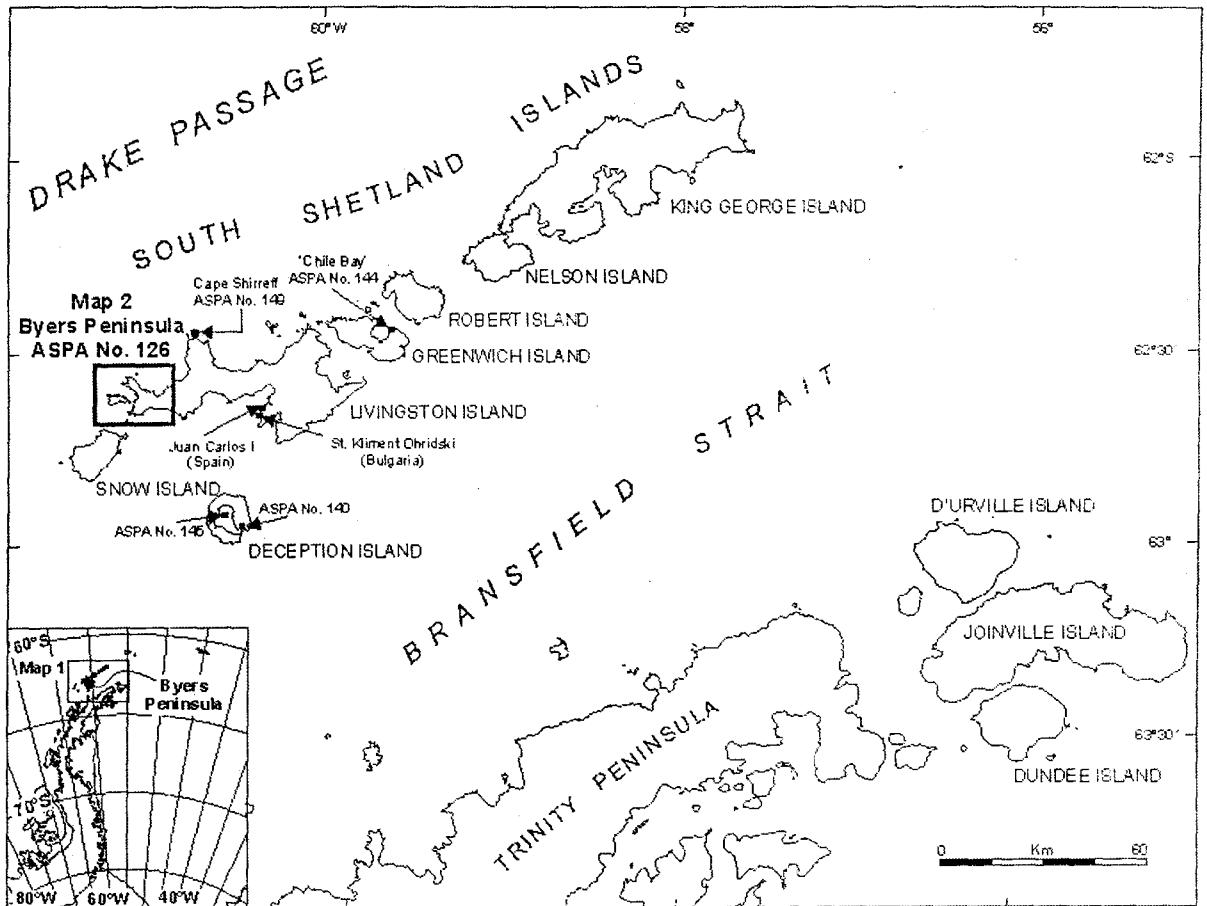 60°W
58°
56°
DRAKE PASSAGE
SOUTH SHETLAND ISLANDS
62°S
KING GEORGE ISLAND
NELSON ISLAND
'Chile Bay'
ASPA No. 144
Cape Shirreff
ASPA No. 149
Map 2
Byers Peninsula
ASPA No. 126
ROBERT ISLAND
GREENWICH ISLAND
62°30'
LIVINGSTON ISLAND
Juan Carlos I
(Spain)
St. Kliment Ohridski
(Bulgaria)
SNOW ISLAND
ASPA No. 140
ASPA No. 145
DECEPTION ISLAND
BRANSFIELD STRAIT
D'URVILLE ISLAND
63°
JOINVILLE ISLAND
TRINITY PENINSULA
63°30'
DUNDEE ISLAND
0 Km 60
60°S
Map 1
Byers
Peninsula
70°S
80°W 60°W 40°W